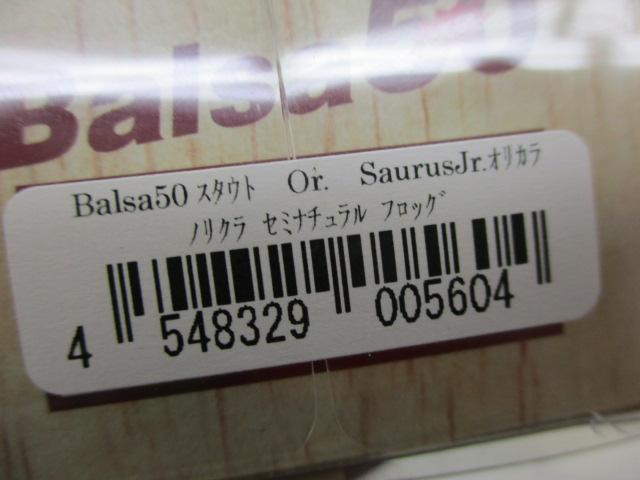 Balsa50
Balsa50 ｽﾀｳﾄ Or. SaurusJr.ｵﾘｶﾗ
ﾉﾘｸﾗ ｾﾐﾅﾁｭﾗﾙ ﾌﾛｯｸﾞ
4 548329 005604